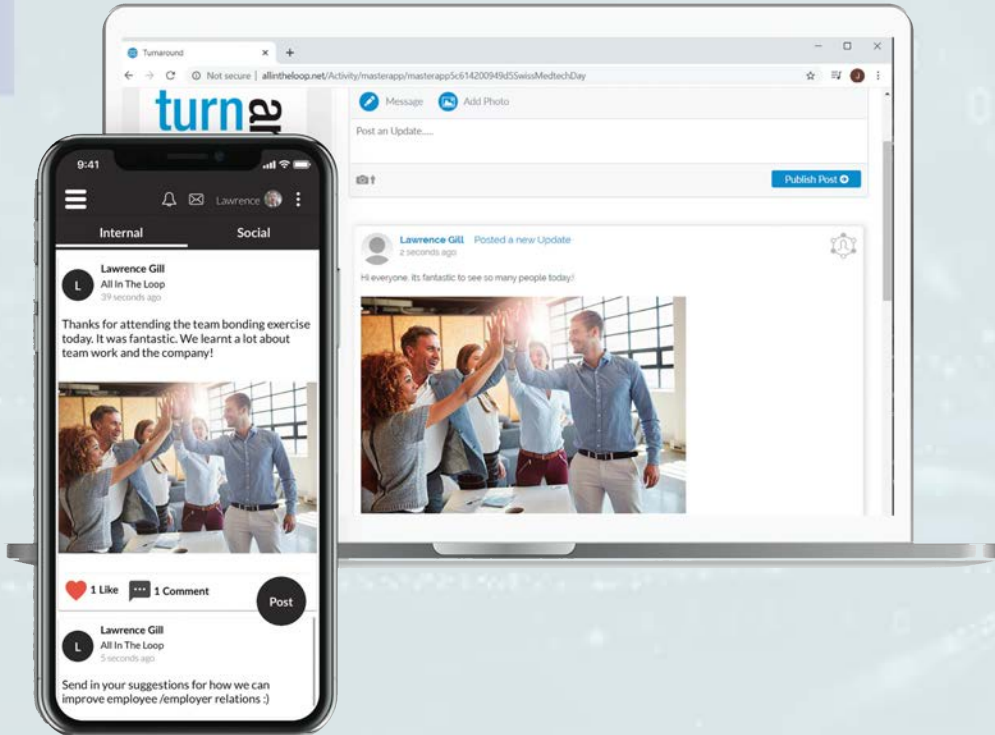 Turnaround
Not secure | allintheloop.net/Activity/masterapp/masterapp5c614200949d5SwissMedtechDay
J
turnar
Message Add Photo
Post an Update.....
Publish Post
Lawrence Gill Posted a new Update
2 seconds ago
Hi everyone, its fantastic to see so many people today!
9:41
Lawrence
Internal Social
L
Lawrence Gill
All In The Loop
39 seconds ago
Thanks for attending the team bonding exercise
today. It was fantastic. We learnt a lot about
team work and the company!
1 Like 1 Comment
Post
L
Lawrence Gill
All In The Loop
5 seconds ago
Send in your suggestions for how we can
improve employee /employer relations :)